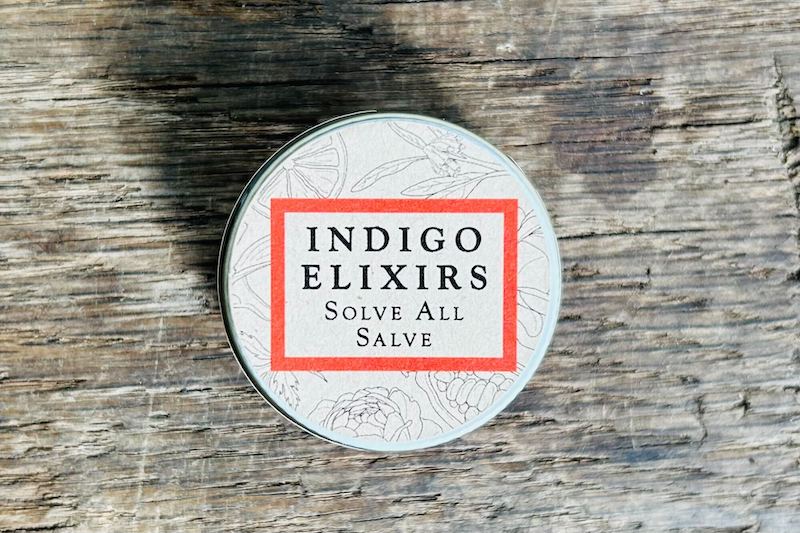 INDIGO
ELIXIRS
Solve All
Salve